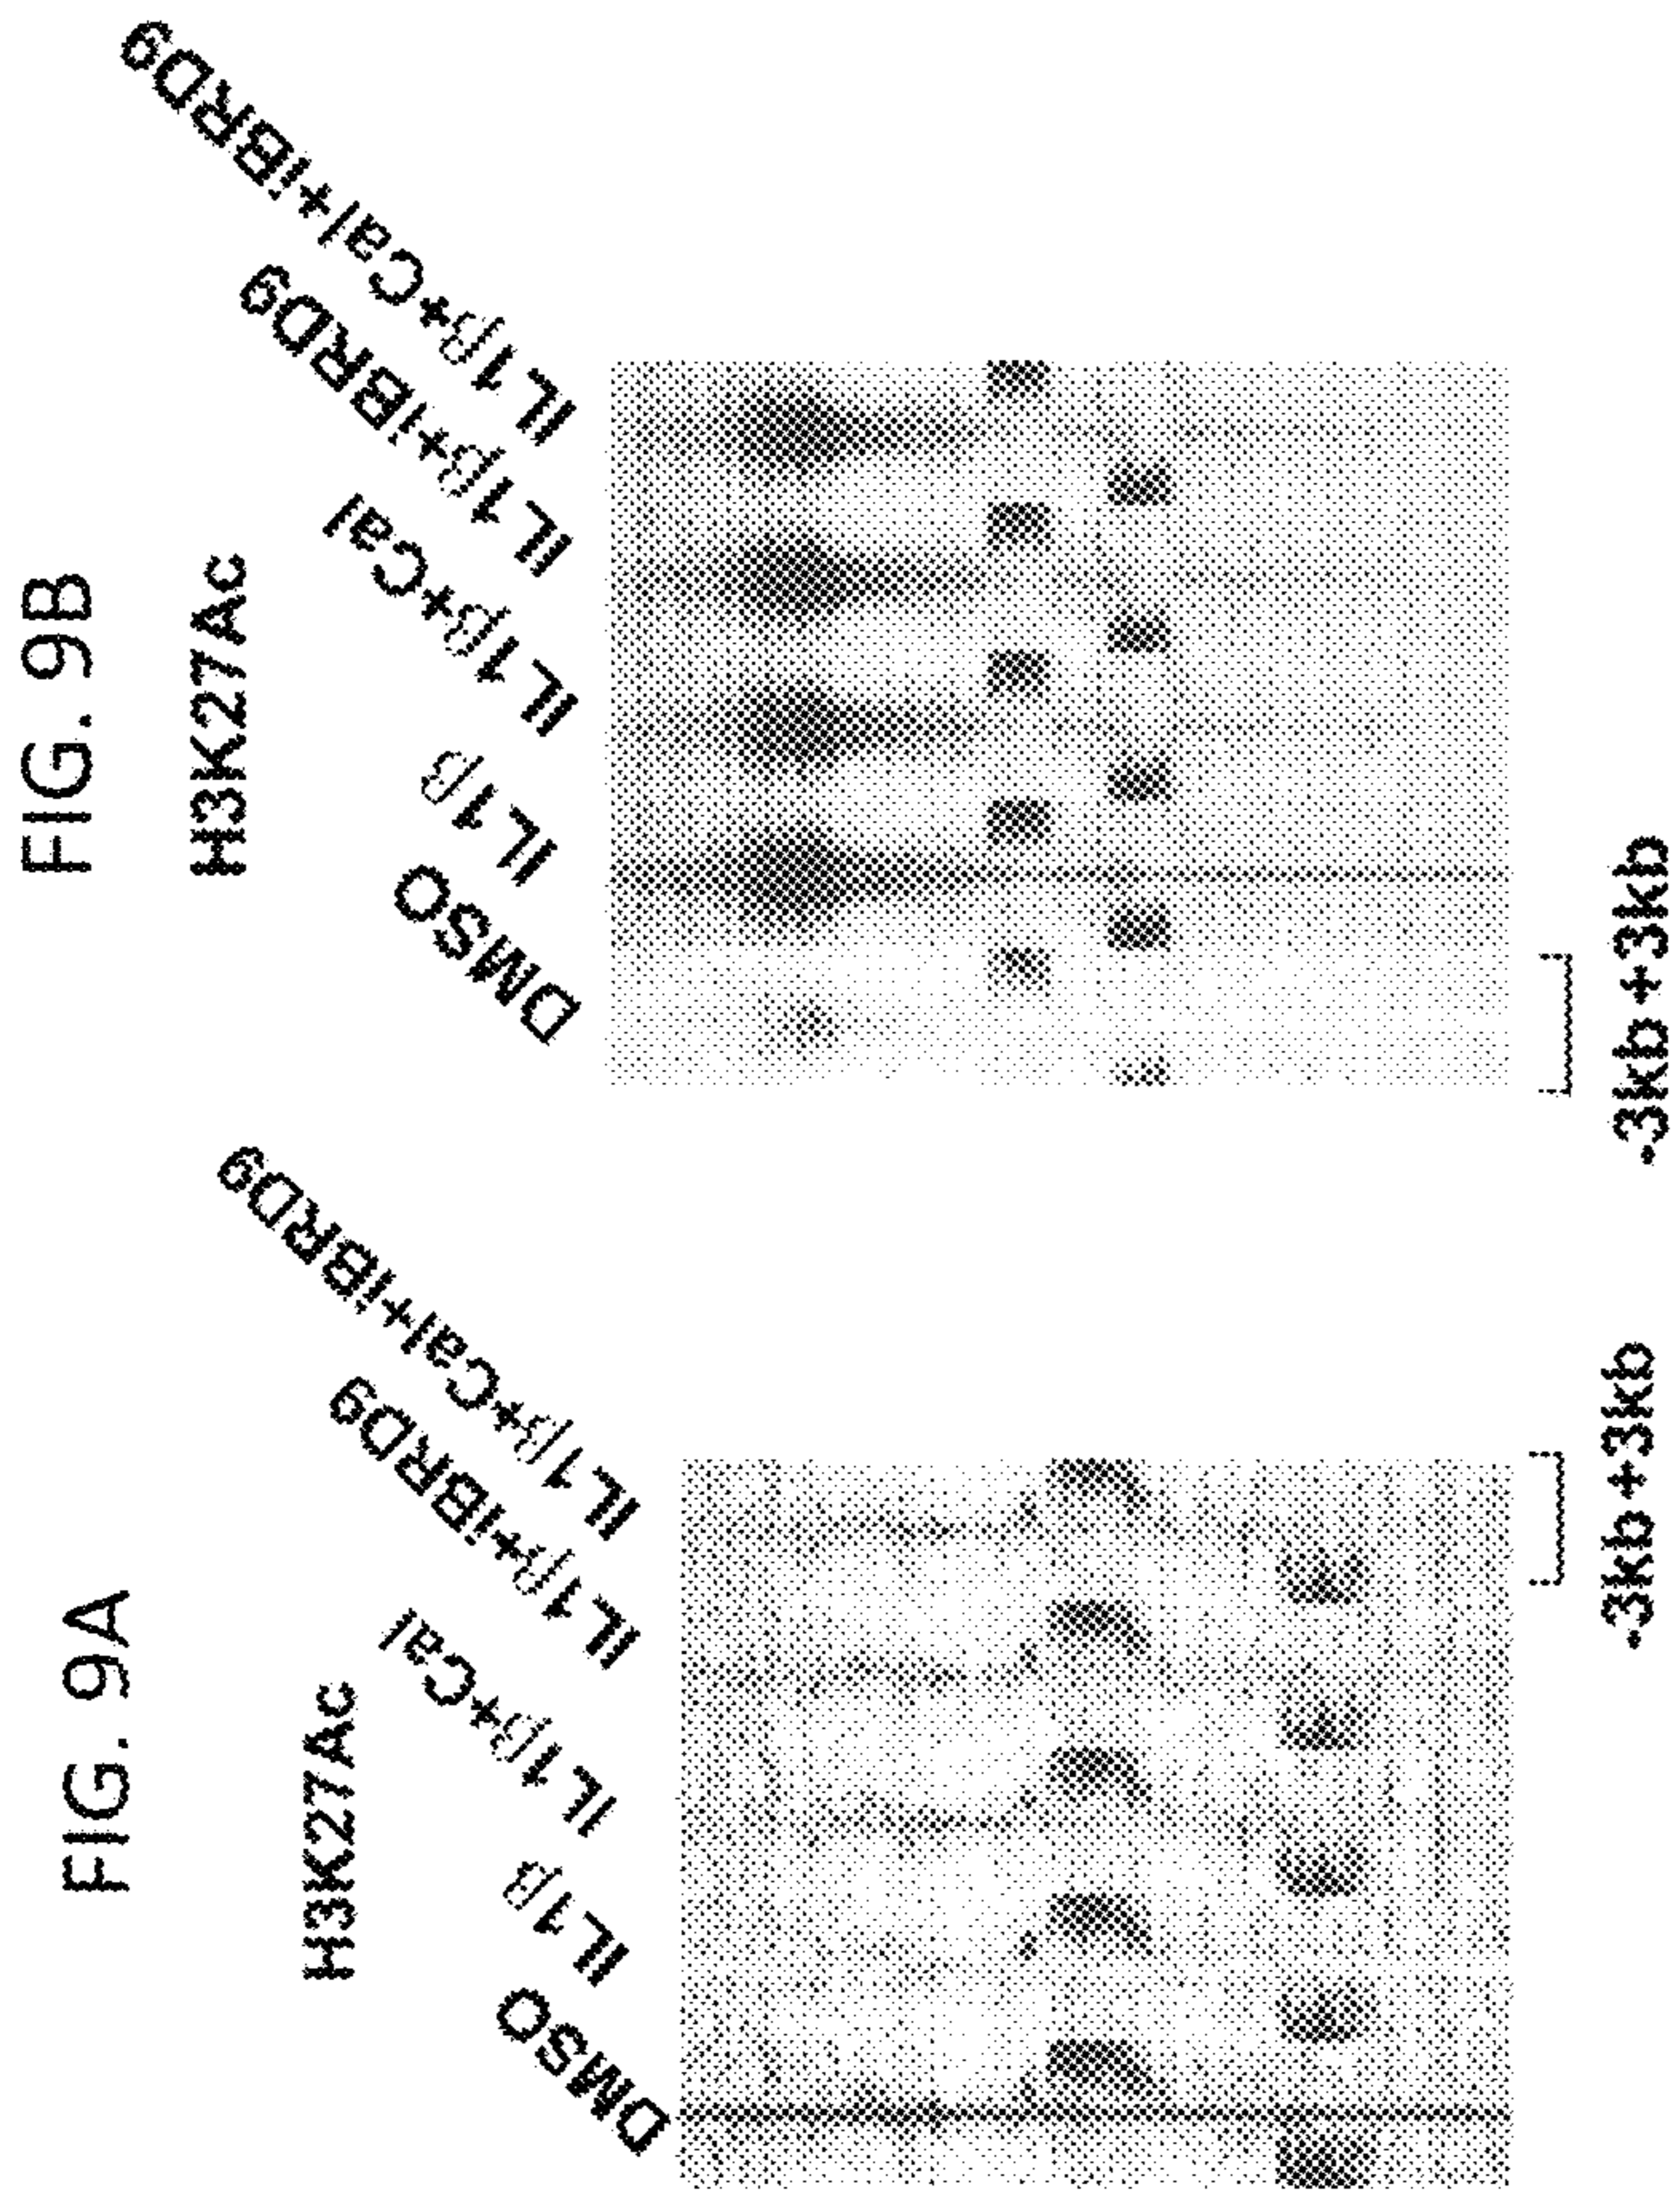 FIG. 9A
H3K27Ac
DMSO
IL1β
IL1β+Cal
IL1β+iBRD9
IL1β+Cal+iBRD9
-3kb +3kb
FIG. 9B
H3K27Ac
DMSO
IL1β
IL1β+Cal
IL1β+iBRD9
IL1β+Cal+iBRD9
-3kb +3kb